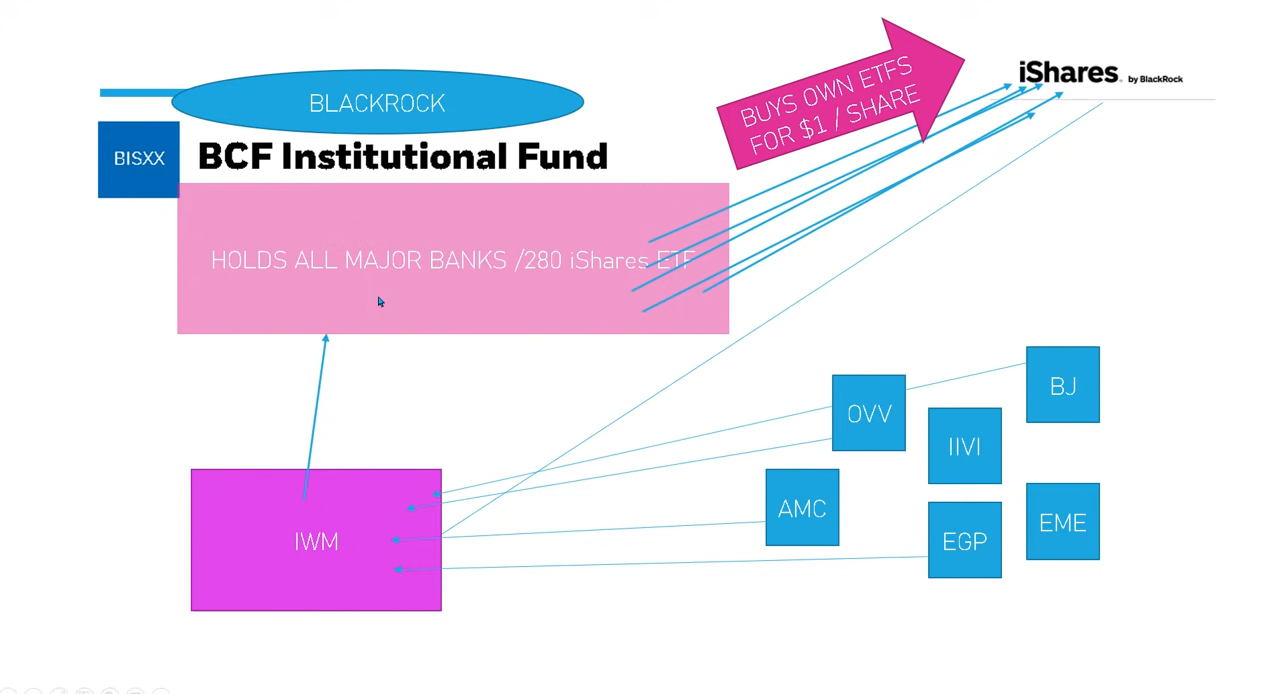 BLACKROCK
BUYS OWN ETFS
FOR $1 / SHARE
iShares. by BlackRock
BISXX
BCF Institutional Fund
HOLDS ALL MAJOR BANKS /280 iShares ETF
BJ
OVV
IIVI
AMC
EME
IWM
EGP